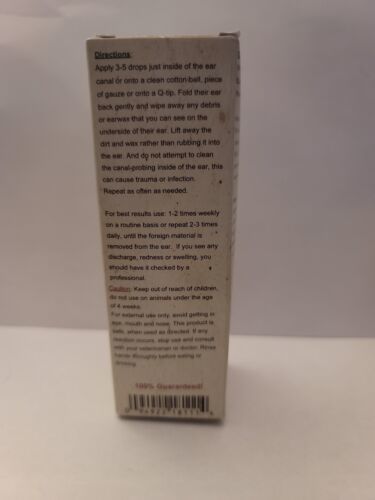 Directions:
Apply 3-5 drops just inside of the ear
canal or onto a clean cotton-ball, piece
of gauze or onto a Q-tip. Fold their ear
back gently and wipe away any debris
or earwax that you can see on the
underside of their ear. Lift away the
dirt and wax rather than rubbing it into
the ear. And do not attempt to clean
the canal-probing inside of the ear, this
can cause trauma or infection.
Repeat as often as needed.
For best results use: 1-2 times weekly
on a routine basis or repeat 2-3 times
daily, until the foreign material is
removed from the ear. If you see any
discharge, redness or swelling, you
should have it checked by a
professional.
Caution: Keep out of reach of children,
do not use on animals under the age
of 4 weeks.
For external use only, avoid getting in
eye, mouth and nose. This product is
safe, when used as directed. If any
reaction occurs, stop use and consult
with your veterinarian or doctor. Rinse
hands thoroughly before eating or
drinking.
100% Guaranteed!